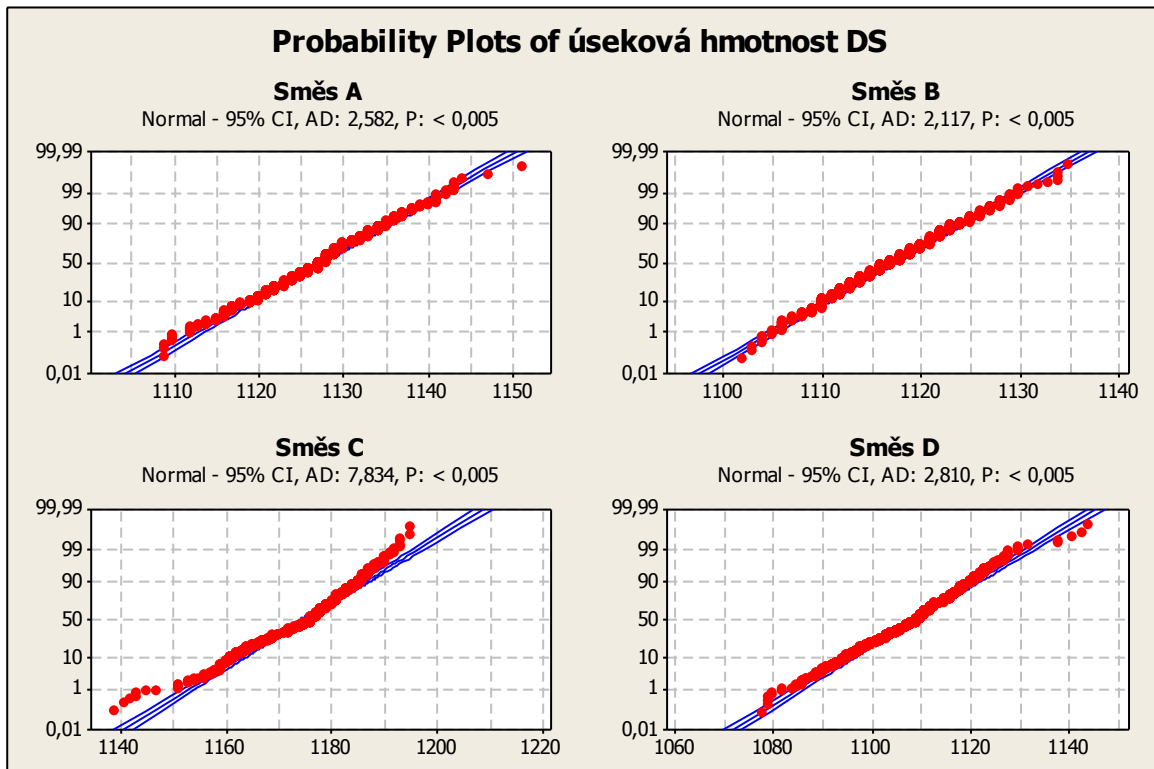 Probability Plots of úseková hmotnost DS
Směs A
Normal - 95% CI, AD: 2,582, P: < 0,005
99,99
99
90
50
10
1
0,01
1110 1120 1130 1140 1150
Směs B
Normal - 95% CI, AD: 2,117, P: < 0,005
99,99
99
90
50
10
1
0,01
1100 1110 1120 1130 1140
Směs C
Normal - 95% CI, AD: 7,834, P: < 0,005
99,99
99
90
50
10
1
0,01
1140 1160 1180 1200 1220
Směs D
Normal - 95% CI, AD: 2,810, P: < 0,005
99,99
99
90
50
10
1
0,01
1060 1080 1100 1120 1140